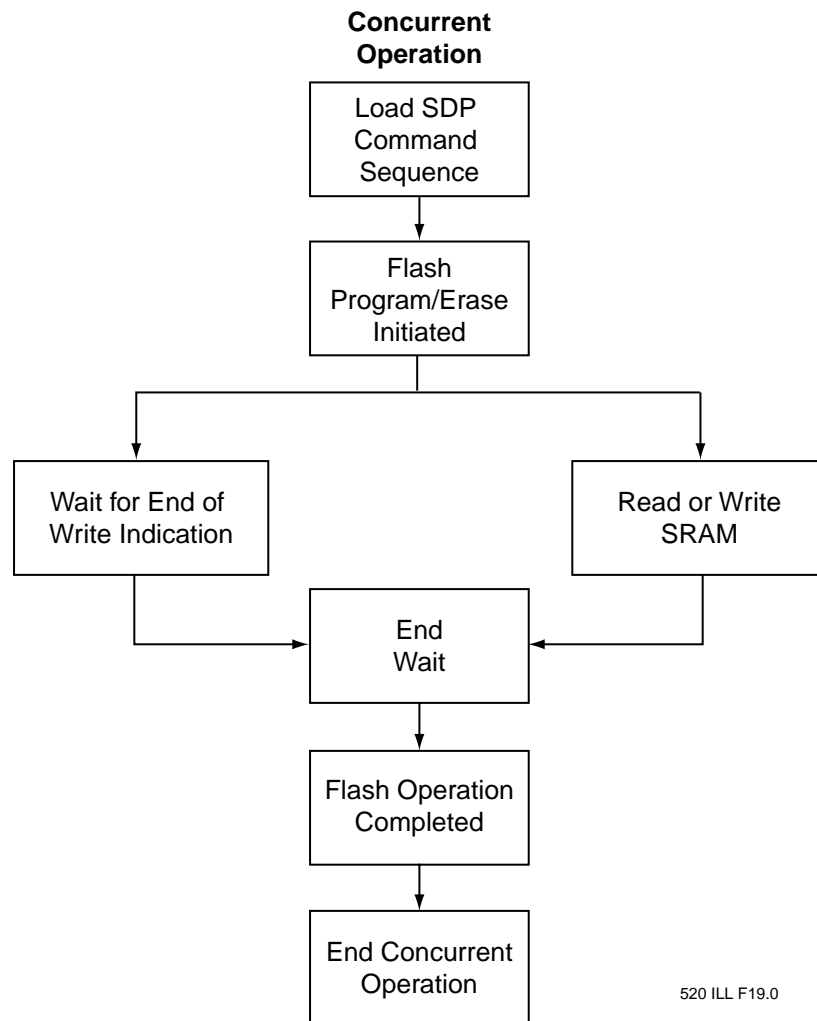 Concurrent
Operation
Load SDP
Command
Sequence
Flash
Program/Erase
Initiated
Wait for End of
Write Indication
Read or Write
SRAM
End
Wait
Flash Operation
Completed
End Concurrent
Operation
520 ILL F19.0